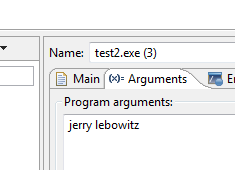 Name: test2.exe (3)
Main (x)= Arguments
Program arguments:
jerry lebowitz